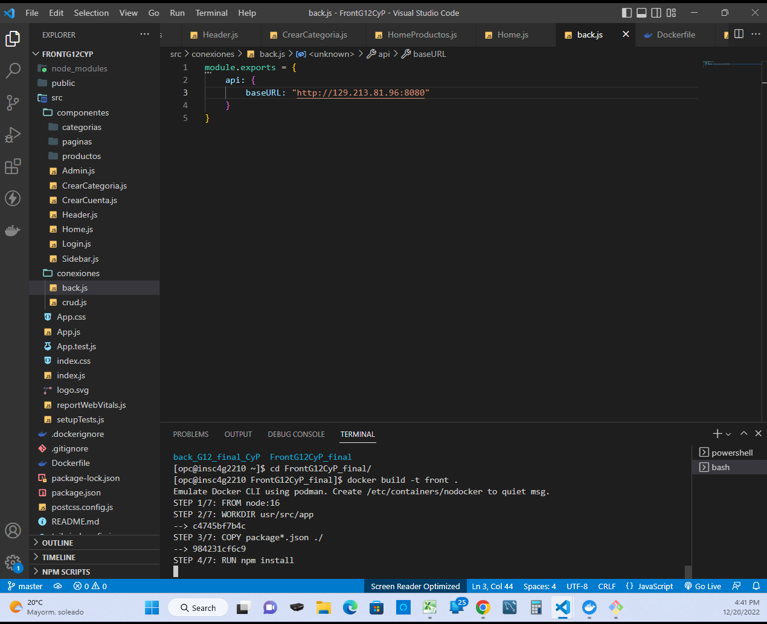 File Edit Selection View Go Run Terminal Help
back.js - FrontG12CyP - Visual Studio Code
EXPLORER
s Header.js CrearCategoria.js HomeProductos.js Home.js back.js Dockerfile
src > conexiones > back.js > <unknown> > api > baseURL
FRONTG12CYP
node_modules
public
src
componentes
categorias
paginas
productos
Admin.js
CrearCategoria.js
CrearCuenta.js
Header.js
Home.js
Login.js
Sidebar.js
conexiones
back.js
crud.js
App.css
App.js
App.test.js
index.css
index.js
logo.svg
reportWebVitals.js
setupTests.js
.dockerignore
.gitignore
Dockerfile
package-lock.json
package.json
postcss.config.js
README.md
OUTLINE
TIMELINE
NPM SCRIPTS
1 module.exports = {
2 api: {
3 baseURL: "http://129.213.81.96:8080"
4 }
5 }
PROBLEMS OUTPUT DEBUG CONSOLE TERMINAL
back_G12_final_CyP FrontG12CyP_final
[opc@insc4g2210 ~]$ cd FrontG12CyP_final/
[opc@insc4g2210 FrontG12CyP_final]$ docker build -t front .
Emulate Docker CLI using podman. Create /etc/containers/nodocker to quiet msg.
STEP 1/7: FROM node:16
STEP 2/7: WORKDIR usr/src/app
--> c4745bf7b4c
STEP 3/7: COPY package*.json ./
--> 984231cf6c9
STEP 4/7: RUN npm install
powershell
bash
master 0 0 Screen Reader Optimized Ln 3, Col 44 Spaces: 4 UTF-8 CRLF {} JavaScript Go Live
1
20°C
Mayorm. soleado
Search
25
4:41 PM
12/20/2022